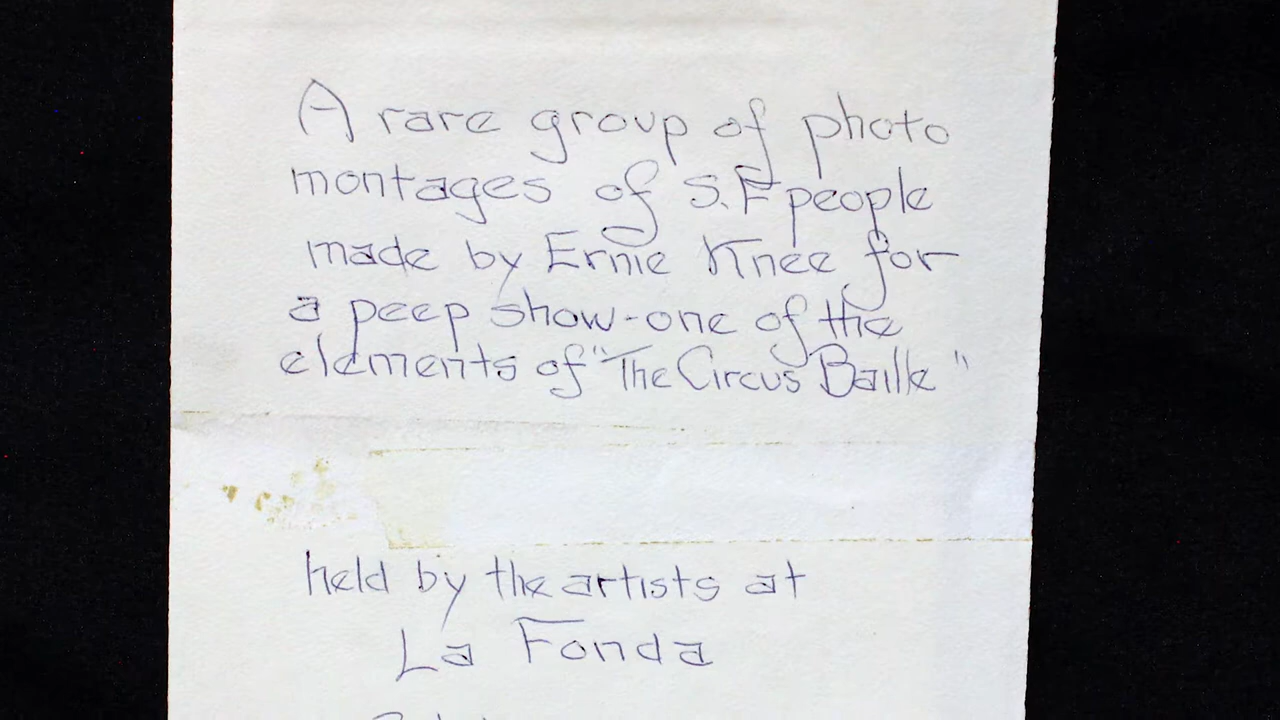 A rare group of photo
montages of S.F people
made by Ernie Knee for
a peep show-one of the
elements of "The Circus Baille"
held by the artists at
La Fonda